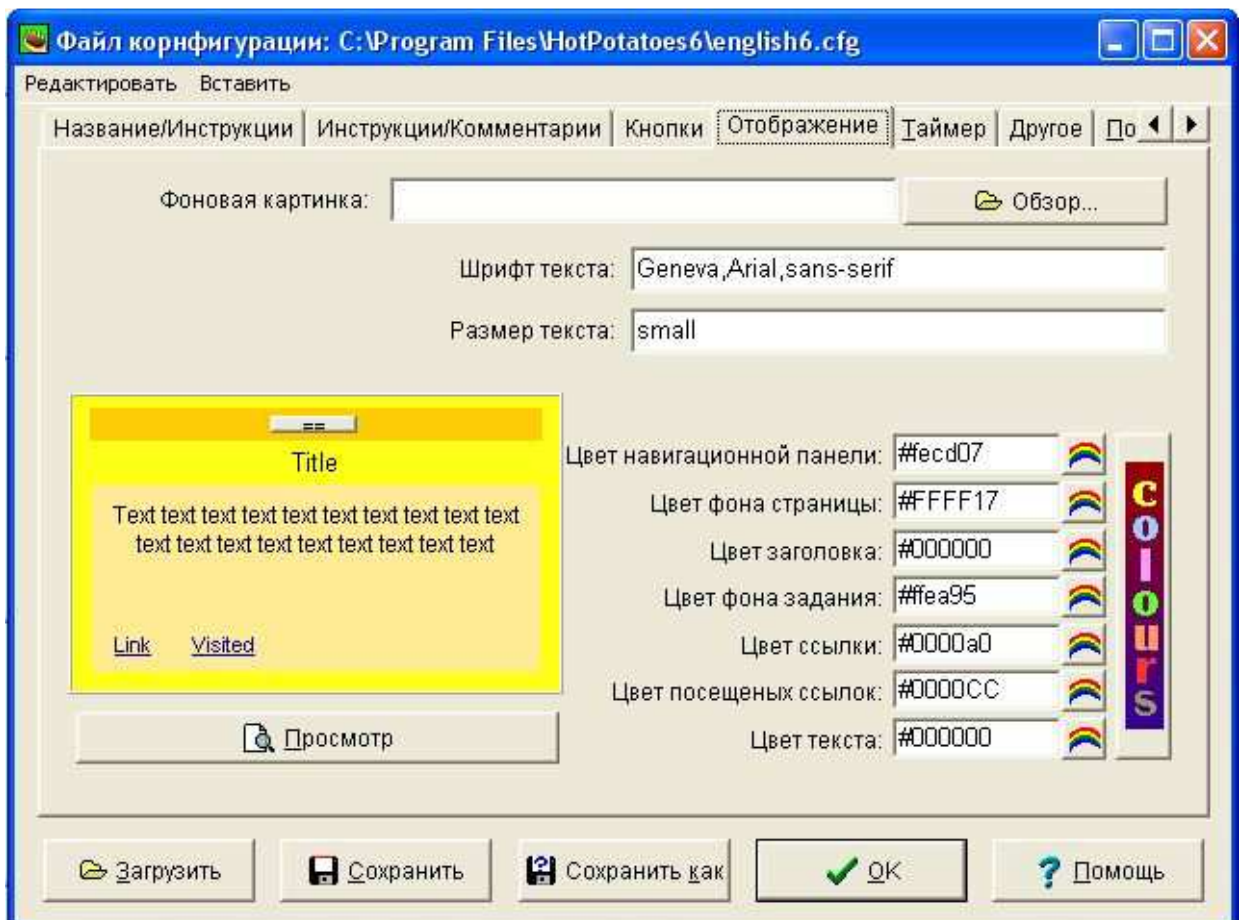 Файл корнфигурации: C:\Program Files\HotPotatoes6\english6.cfg
Редактировать Вставить
Название/Инструкции Инструкции/Комментарии Кнопки Отображение Таймер Другое По
Фоновая картинка: Обзор...
Шрифт текста: Geneva,Arial,sans-serif
Размер текста: small
==
Title
Text text text text text text text text text text
text text text text text text text text text
Link Visited
Просмотр
Цвет навигационной панели: #fecd07
Цвет фона страницы: #FFFF17
Цвет заголовка: #000000
Цвет фона задания: #ffea95
Цвет ссылки: #0000a0
Цвет посещеных ссылок: #0000CC
Цвет текста: #000000
colours
Загрузить Сохранить Сохранить как OK Помощь